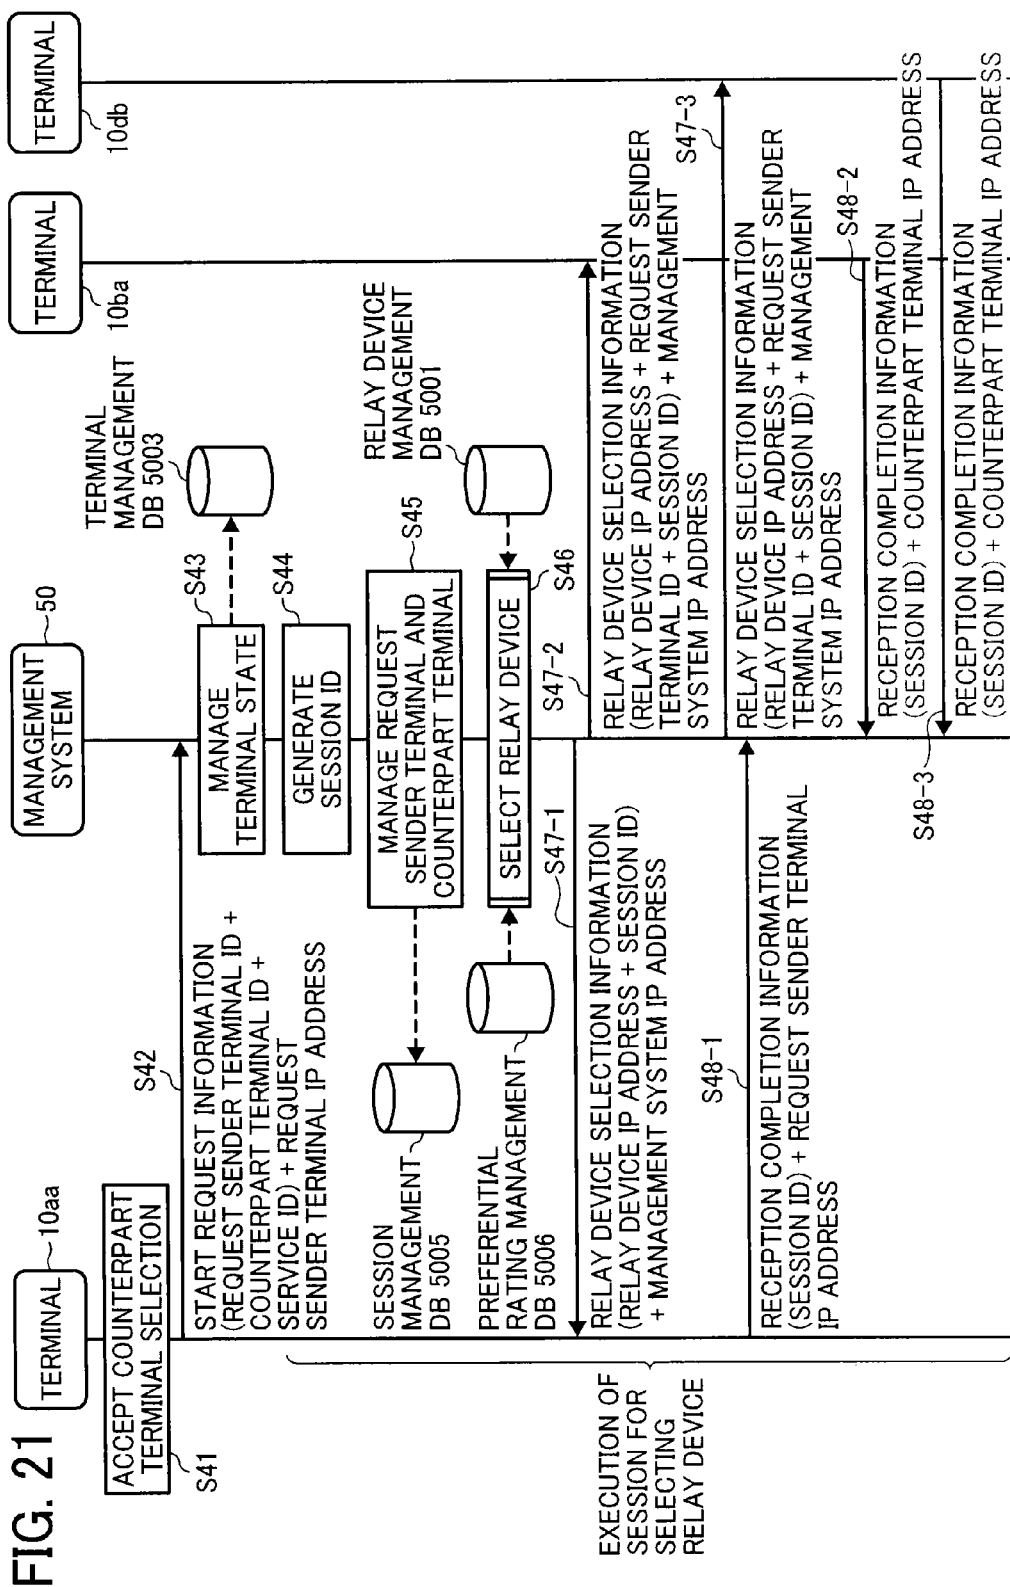 FIG. 21
TERMINAL
10aa
MANAGEMENT
SYSTEM
50
TERMINAL
10ba
TERMINAL
10db
ACCEPT COUNTERPART
TERMINAL SELECTION
S41
S42
START REQUEST INFORMATION
(REQUEST SENDER TERMINAL ID +
COUNTERPART TERMINAL ID +
SERVICE ID) + REQUEST
SENDER TERMINAL IP ADDRESS
MANAGE
TERMINAL STATE
S43
TERMINAL
MANAGEMENT
DB 5003
GENERATE
SESSION ID
S44
MANAGE REQUEST
SENDER TERMINAL AND
COUNTERPART TERMINAL
S45
SESSION
MANAGEMENT
DB 5005
SELECT RELAY DEVICE
S46
RELAY DEVICE
MANAGEMENT
DB 5001
PREFERENTIAL
RATING MANAGEMENT
DB 5006
S47-1
RELAY DEVICE SELECTION INFORMATION
(RELAY DEVICE IP ADDRESS + SESSION ID)
+ MANAGEMENT SYSTEM IP ADDRESS
S47-2
RELAY DEVICE SELECTION INFORMATION
(RELAY DEVICE IP ADDRESS + REQUEST SENDER
TERMINAL ID + SESSION ID) + MANAGEMENT
SYSTEM IP ADDRESS
S47-3
RELAY DEVICE SELECTION INFORMATION
(RELAY DEVICE IP ADDRESS + REQUEST SENDER
TERMINAL ID + SESSION ID) + MANAGEMENT
SYSTEM IP ADDRESS
S48-1
RECEPTION COMPLETION INFORMATION
(SESSION ID) + REQUEST SENDER TERMINAL
IP ADDRESS
S48-2
RECEPTION COMPLETION INFORMATION
(SESSION ID) + COUNTERPART TERMINAL IP ADDRESS
S48-3
RECEPTION COMPLETION INFORMATION
(SESSION ID) + COUNTERPART TERMINAL IP ADDRESS
EXECUTION OF
SESSION FOR
SELECTING
RELAY DEVICE